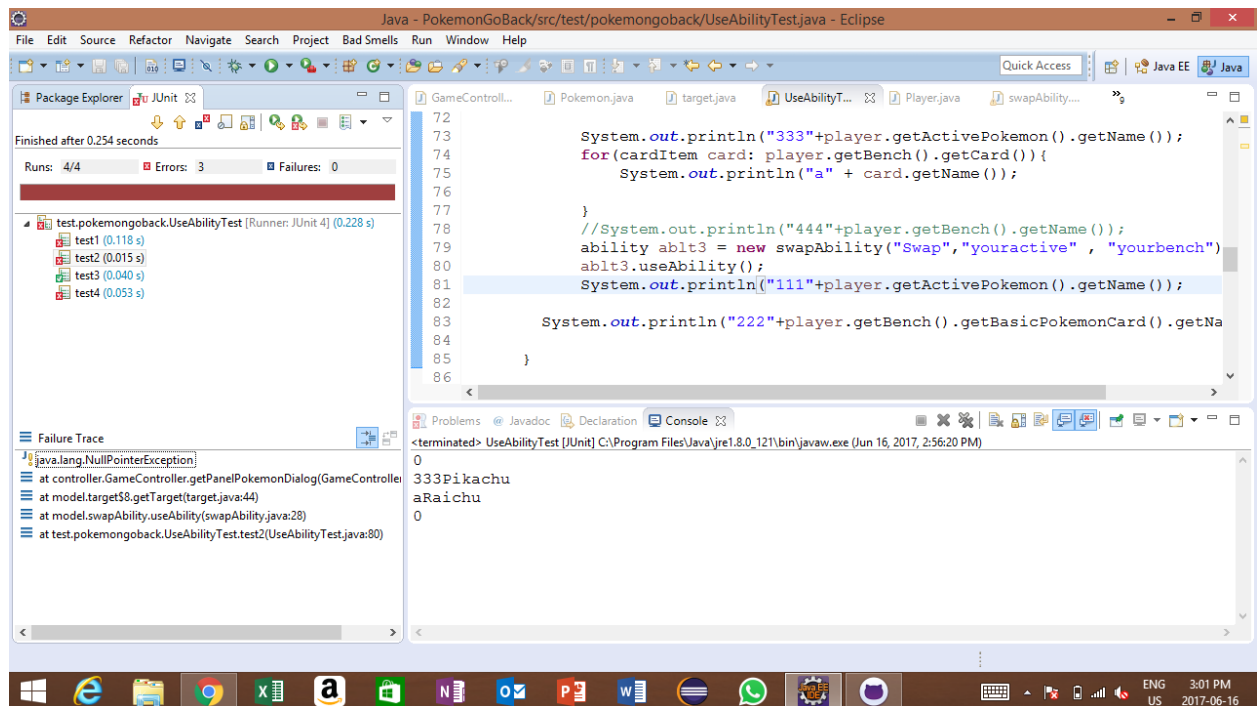 Java - PokemonGoBack/src/test/pokemongoback/UseAbilityTest.java - Eclipse
File Edit Source Refactor Navigate Search Project Bad Smells Run Window Help
Quick Access Java EE Java
Package Explorer JUnit
Finished after 0.254 seconds
Runs: 4/4 Errors: 3 Failures: 0
test.pokemongoback.UseAbilityTest [Runner: JUnit 4] (0.228 s)
test1 (0.118 s)
test2 (0.015 s)
test3 (0.040 s)
test4 (0.053 s)
Failure Trace
java.lang.NullPointerException
at controller.GameController.getPanelPokemonDialog(GameController
at model.target$8.getTarget(target.java:44)
at model.swapAbility.useAbility(swapAbility.java:28)
at test.pokemongoback.UseAbilityTest.test2(UseAbilityTest.java:80)
GameControll... Pokemon.java target.java UseAbilityT... Player.java swapAbility.... 9
72
73 System.out.println("333"+player.getActivePokemon().getName());
74 for(cardItem card: player.getBench().getCard()){
75 System.out.println("a" + card.getName());
76
77 }
78 //System.out.println("444"+player.getBench().getName());
79 ability ablt3 = new swapAbility("Swap","youractive" , "yourbench")
80 ablt3.useAbility();
81 System.out.println("111"+player.getActivePokemon().getName());
82
83 System.out.println("222"+player.getBench().getBasicPokemonCard().getNa
84
85 }
86
Problems Javadoc Declaration Console
<terminated> UseAbilityTest [JUnit] C:\Program Files\Java\jre1.8.0_121\bin\javaw.exe (Jun 16, 2017, 2:56:20 PM)
0
333Pikachu
aRaichu
0
ENG 3:01 PM
US 2017-06-16